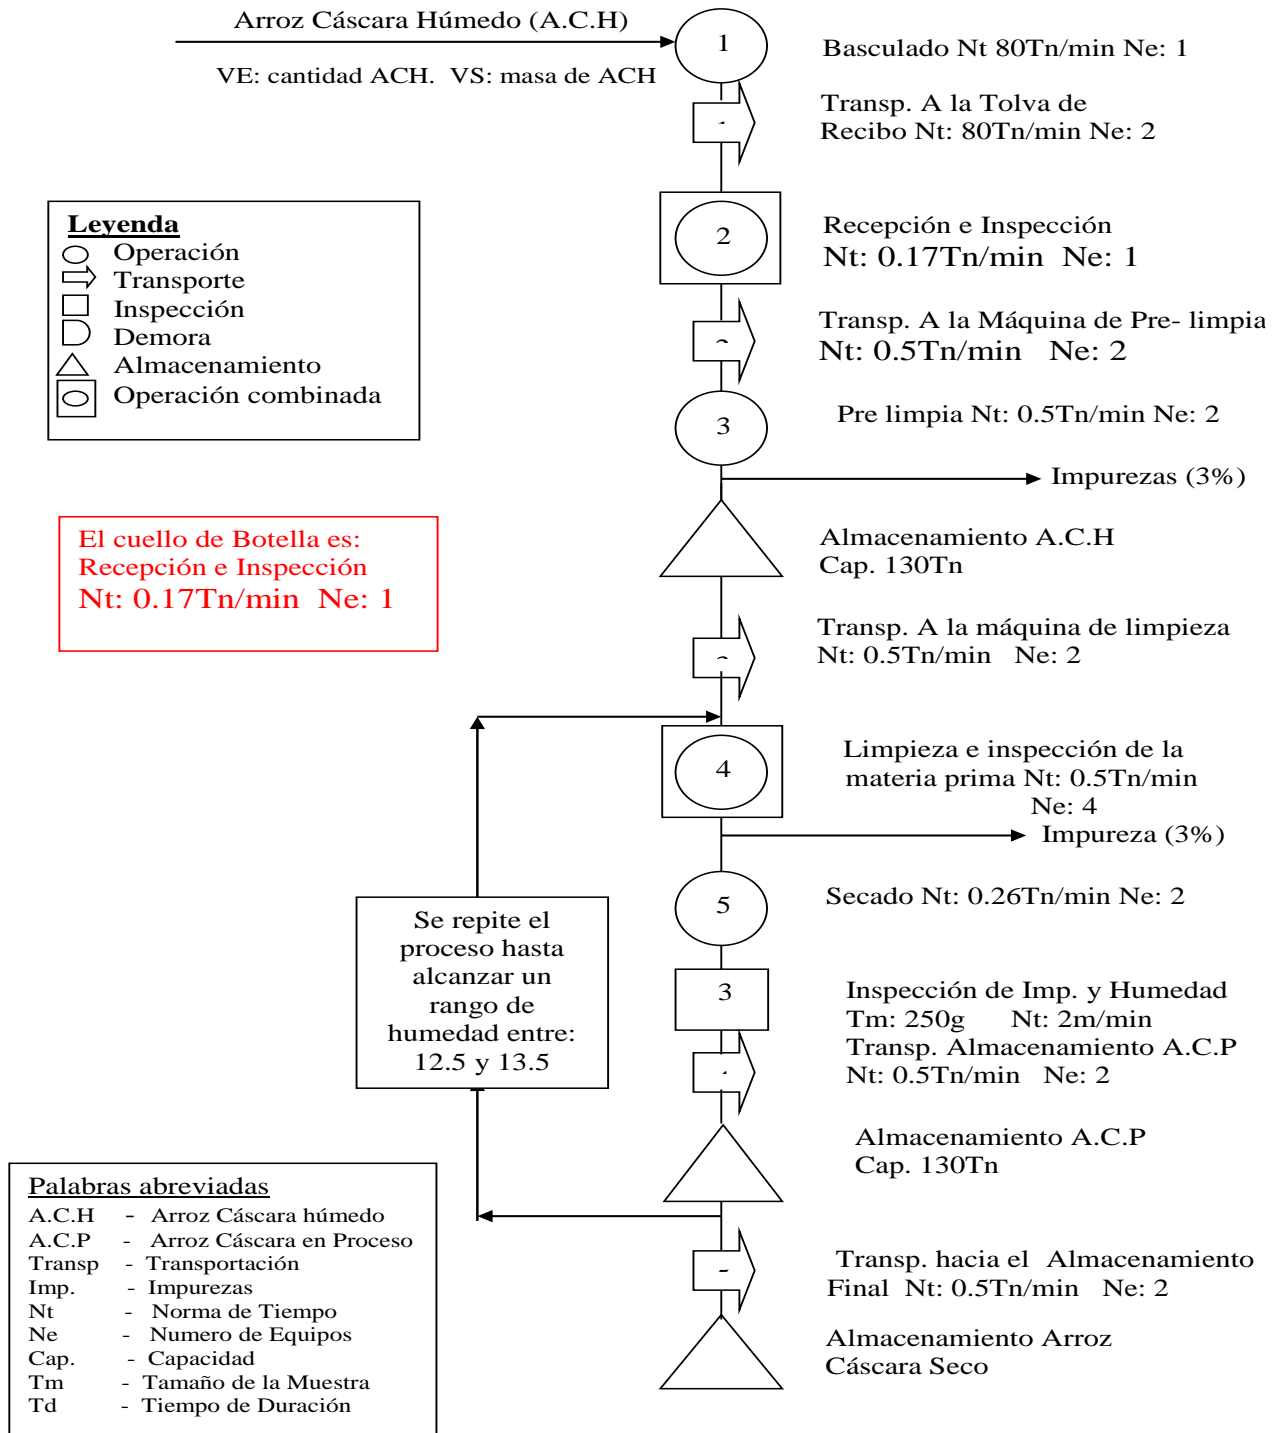 Arroz Cáscara Húmedo (A.C.H)
VE: cantidad ACH. VS: masa de ACH
1
Basculado Nt 80Tn/min Ne: 1
Transp. A la Tolva de
Recibo Nt: 80Tn/min Ne: 2
Leyenda
Operación
Transporte
Inspección
Demora
Almacenamiento
Operación combinada
2
Recepción e Inspección
Nt: 0.17Tn/min Ne: 1
Transp. A la Máquina de Pre- limpia
Nt: 0.5Tn/min Ne: 2
3
Pre limpia Nt: 0.5Tn/min Ne: 2
Impurezas (3%)
El cuello de Botella es:
Recepción e Inspección
Nt: 0.17Tn/min Ne: 1
Almacenamiento A.C.H
Cap. 130Tn
Transp. A la máquina de limpieza
Nt: 0.5Tn/min Ne: 2
4
Limpieza e inspección de la
materia prima Nt: 0.5Tn/min
Ne: 4
Impureza (3%)
5
Secado Nt: 0.26Tn/min Ne: 2
Se repite el
proceso hasta
alcanzar un
rango de
humedad entre:
12.5 y 13.5
3
Inspección de Imp. y Humedad
Tm: 250g Nt: 2m/min
Transp. Almacenamiento A.C.P
Nt: 0.5Tn/min Ne: 2
Almacenamiento A.C.P
Cap. 130Tn
Palabras abreviadas
A.C.H - Arroz Cáscara húmedo
A.C.P - Arroz Cáscara en Proceso
Transp - Transportación
Imp. - Impurezas
Nt - Norma de Tiempo
Ne - Numero de Equipos
Cap. - Capacidad
Tm - Tamaño de la Muestra
Td - Tiempo de Duración
Transp. hacia el Almacenamiento
Final Nt: 0.5Tn/min Ne: 2
Almacenamiento Arroz
Cáscara Seco